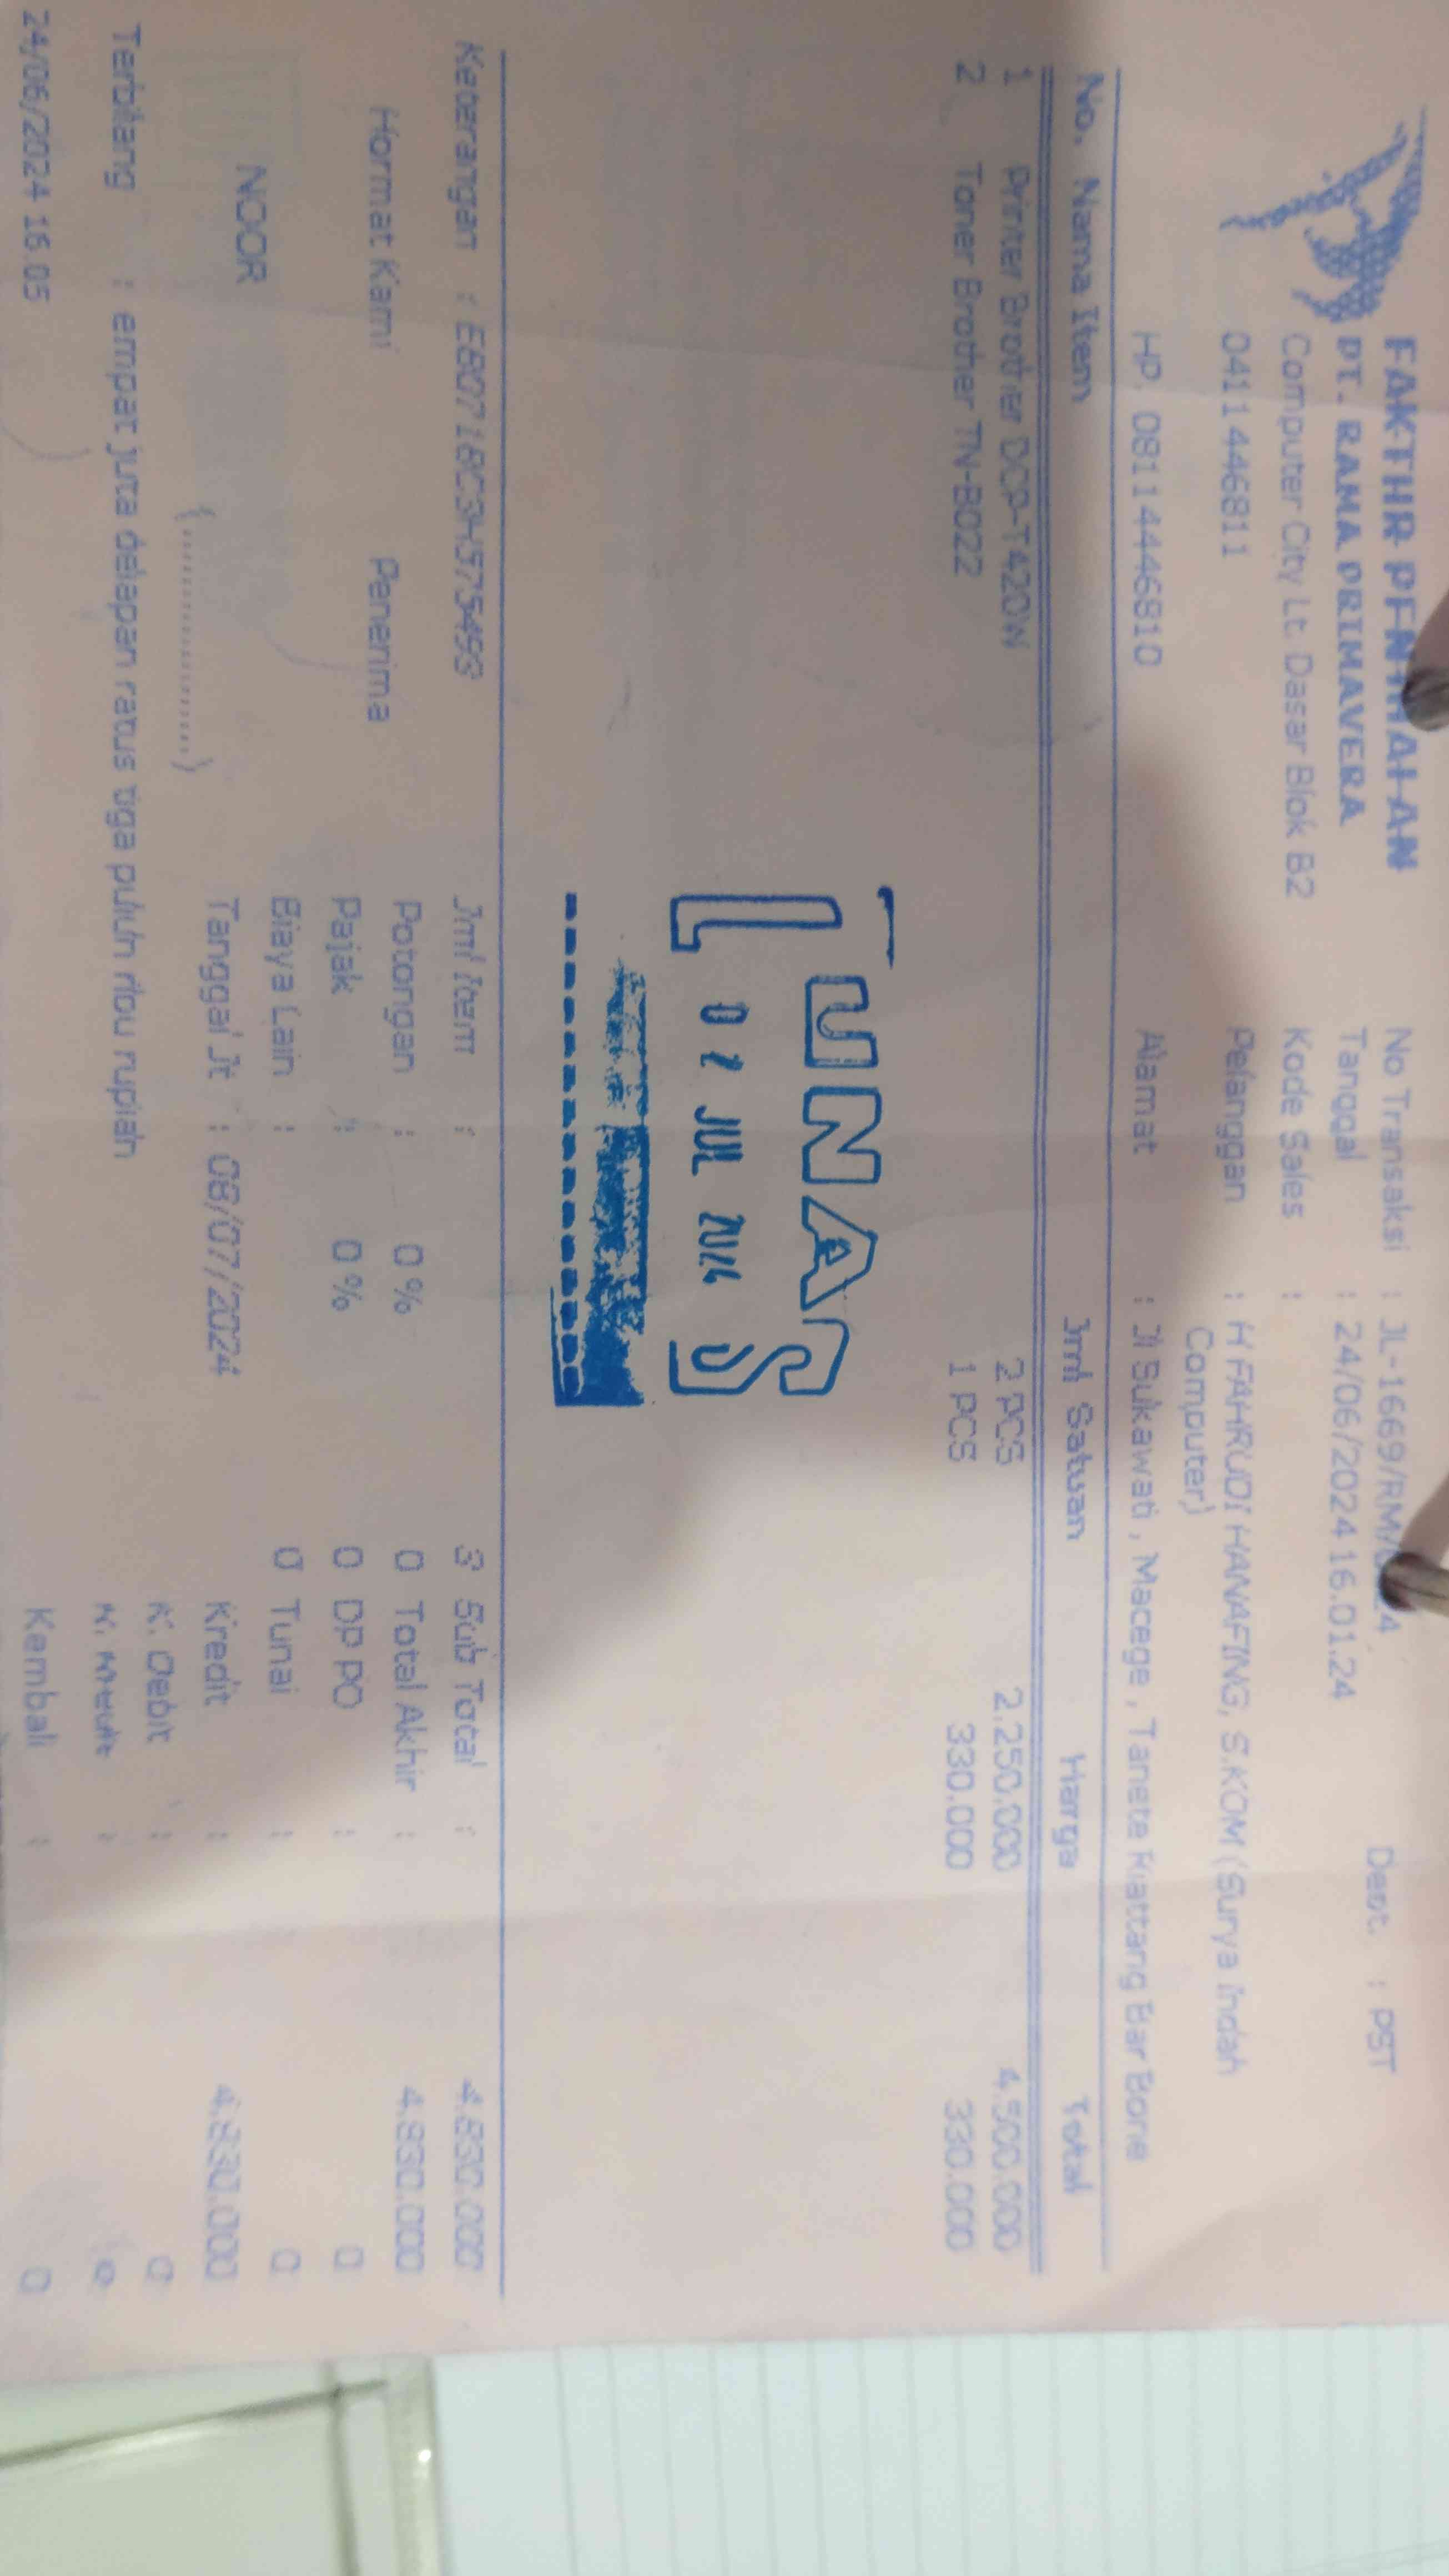 FAKTUR PENJUALAN
PT. RAMA PRIMAVERA
Computer City Lt. Dasar Blok B2
0411446811
HP. 08114446810
No Transaksi : JL-1669/RM/
Dept. : PST
Tanggal : 24/06/2024 16.01.24
Kode Sales :
Pelanggan : H FAHRUDI HANAFING, S.KOM (Surya Indah Computer)
Alamat : Jl Sukawati , Macege , Tanete Riattang Bar Bone
No. Nama Item Jml Satuan Harga Total
1 Printer Brother DCP-T420W 2 PCS 2.250.000 4.500.000
2 Toner Brother TN-B022 1 PCS 330.000 330.000
LUNAS
JUL
Keterangan :
Jml Item : 3 Sub Total : 4.830.000
Hormat Kami Penerima
Potongan : 0 % 0 Total Akhir : 4.830.000
Pajak : 0 % 0 DP PO : 0
NOOR
Biaya Lain : 0 Tunai : 0
(..............)
Tanggal Jt : 08/07/2024 Kredit : 4.830.000
K. Debit : 0
Terbilang : empat juta delapan ratus tiga puluh ribu rupiah
K. Kredit : 0
24/06/2024 16.05
Kembali : 0